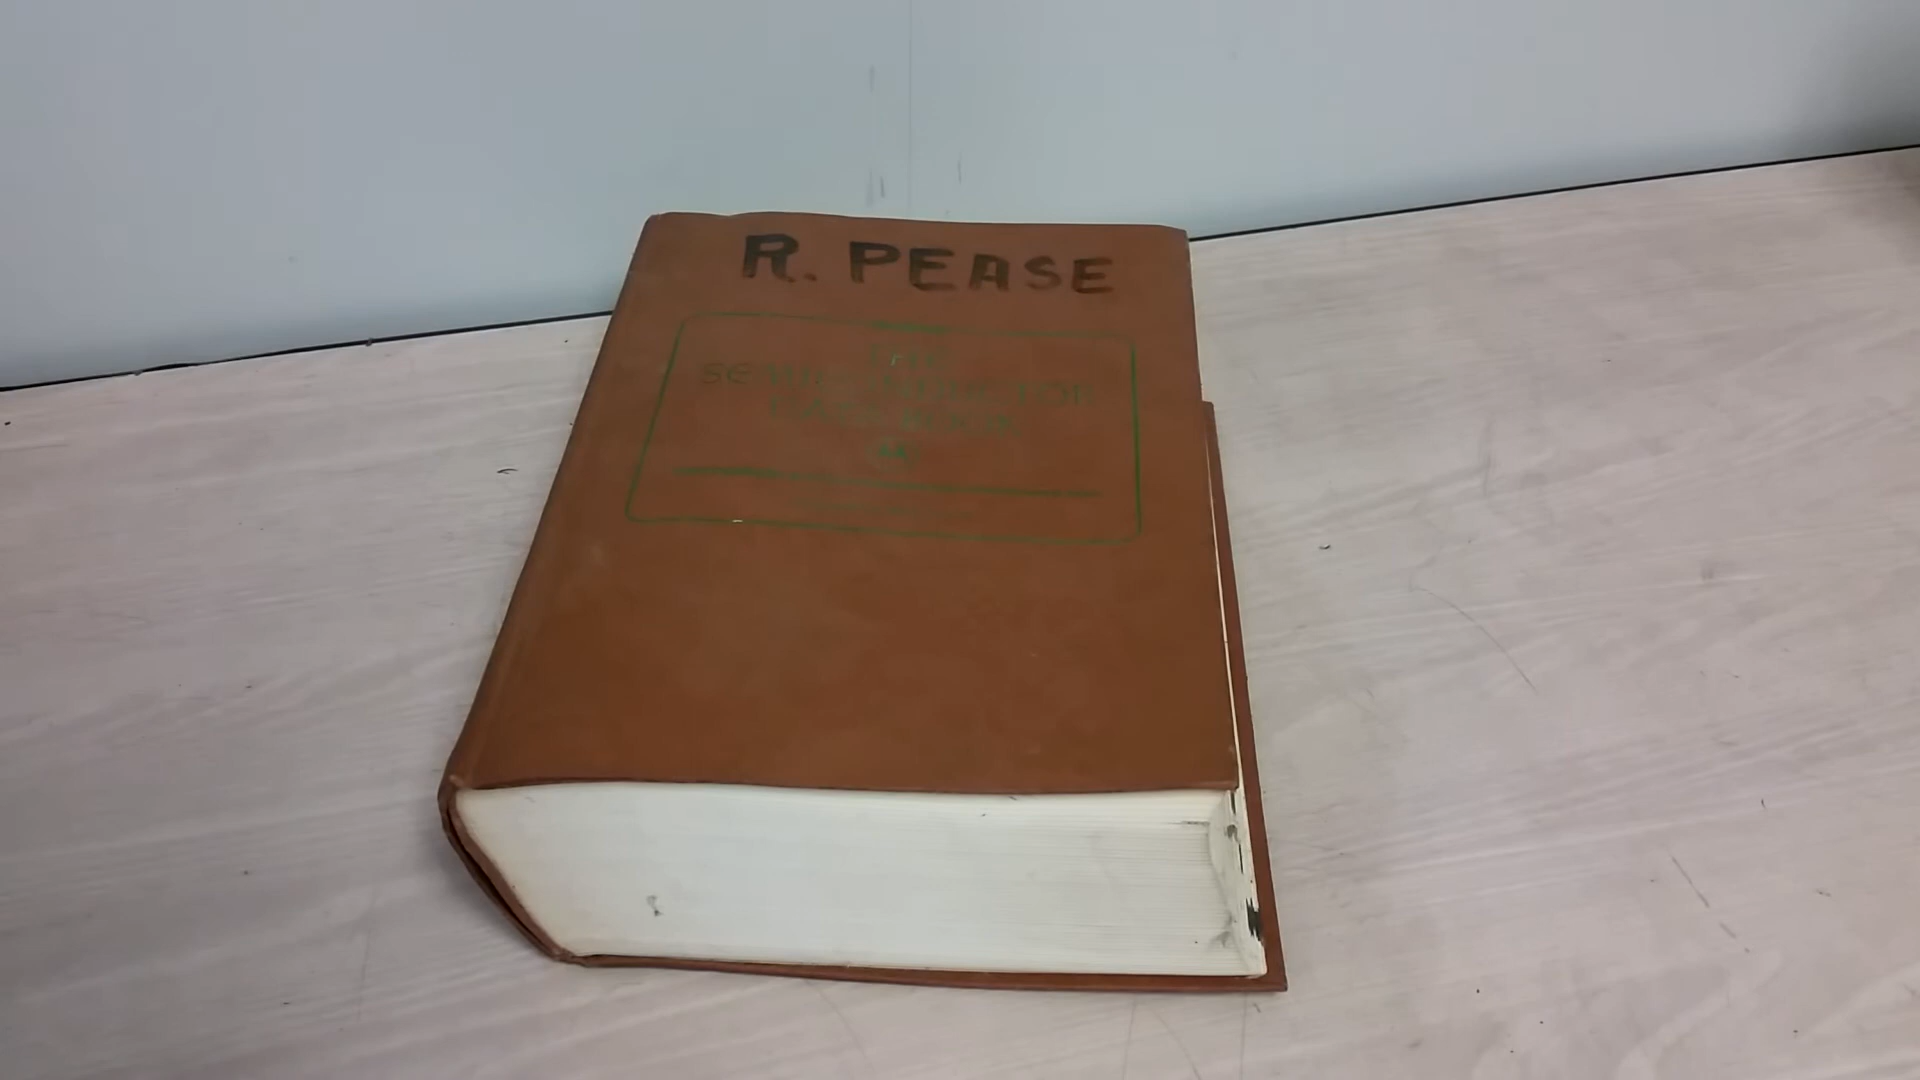 R. PEASE
THE
SEMICONDUCTOR
DATA BOOK